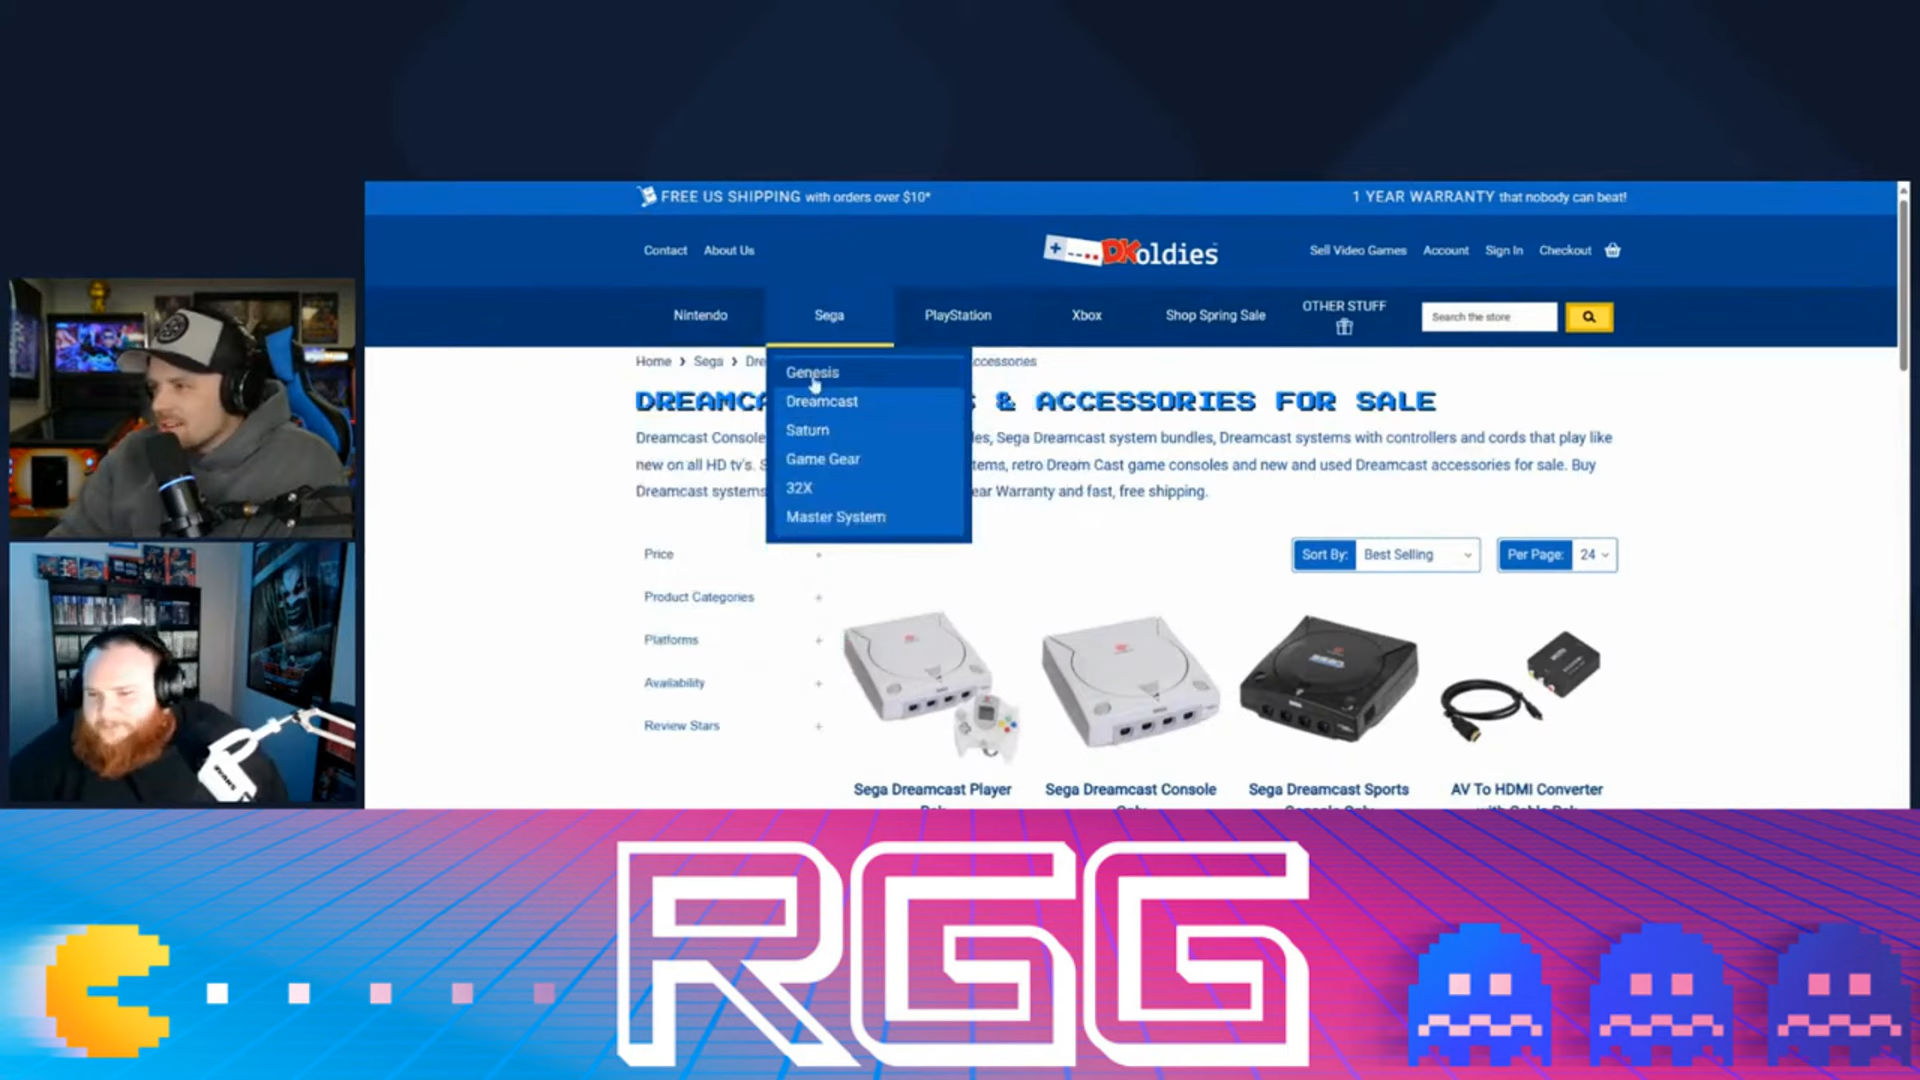 FREE US SHIPPING with orders over $10*
1 YEAR WARRANTY that nobody can beat!
Contact
About Us
DKoldies
Sell Video Games
Account
Sign In
Checkout
Nintendo
Sega
PlayStation
Xbox
Shop Spring Sale
OTHER STUFF
Search the store
Home > Sega > Dre
ccessories
Genesis
Dreamcast
Saturn
Game Gear
32X
Master System
DREAMCA
& ACCESSORIES FOR SALE
Dreamcast Console
les, Sega Dreamcast system bundles, Dreamcast systems with controllers and cords that play like
new on all HD tv's. S
tems, retro Dream Cast game consoles and new and used Dreamcast accessories for sale. Buy
Dreamcast systems
ear Warranty and fast, free shipping.
Price +
Product Categories +
Platforms +
Availability +
Review Stars +
Sort By: Best Selling
Per Page: 24
Sega Dreamcast Player
Sega Dreamcast Console
Sega Dreamcast Sports
AV To HDMI Converter
RGG